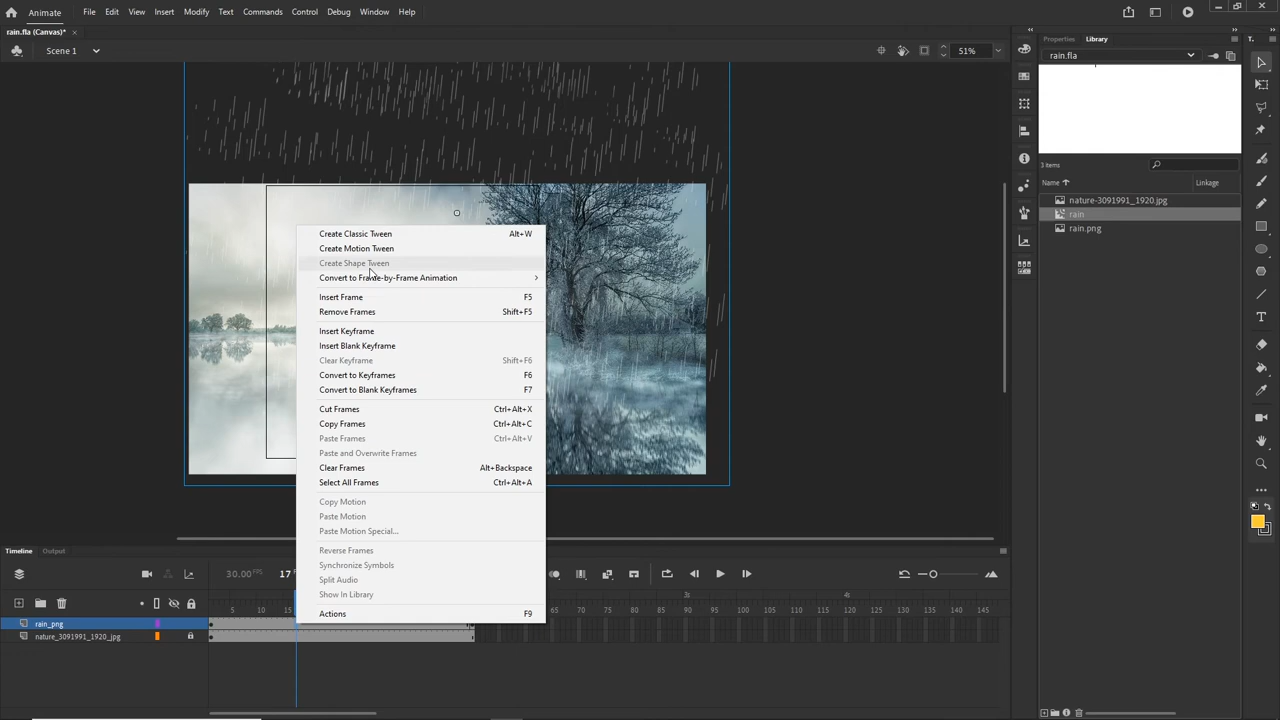 Animate File Edit View Insert Modify Text Commands Control Debug Window Help
rain.fla (Canvas)*
Scene 1
51%
Properties Library
rain.fla
3 items
Name Linkage
nature-3091991_1920.jpg
rain
rain.png
Create Classic Tween Alt+W
Create Motion Tween
Create Shape Tween
Convert to Frame-by-Frame Animation
Insert Frame F5
Remove Frames Shift+F5
Insert Keyframe
Insert Blank Keyframe
Clear Keyframe Shift+F6
Convert to Keyframes F6
Convert to Blank Keyframes F7
Cut Frames Ctrl+Alt+X
Copy Frames Ctrl+Alt+C
Paste Frames Ctrl+Alt+V
Paste and Overwrite Frames
Clear Frames Alt+Backspace
Select All Frames Ctrl+Alt+A
Copy Motion
Paste Motion
Paste Motion Special...
Reverse Frames
Synchronize Symbols
Split Audio
Show In Library
Actions F9
Timeline Output
30.00 FPS 17
3s 4s
5 10 15 80 85 90 95 100 105 110 115 120 125 130 135 140 145
rain_png
nature_3091991_1920_jpg